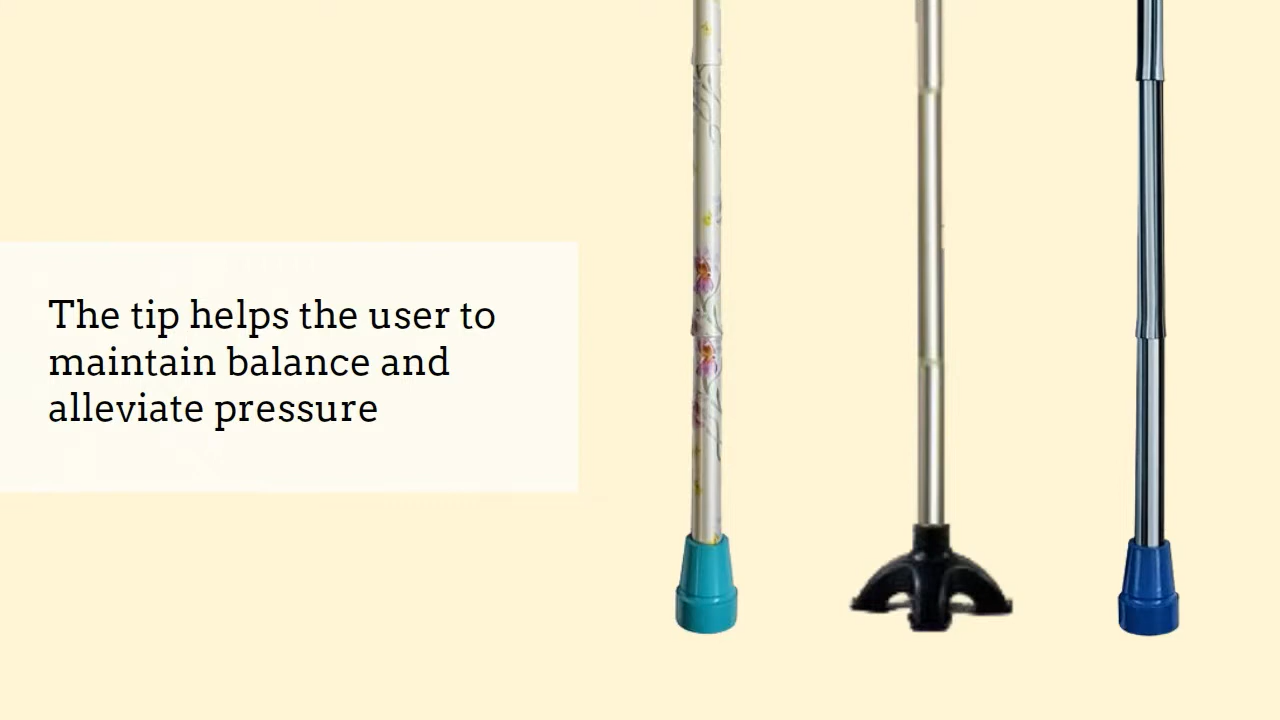 The tip helps the user to
maintain balance and
alleviate pressure